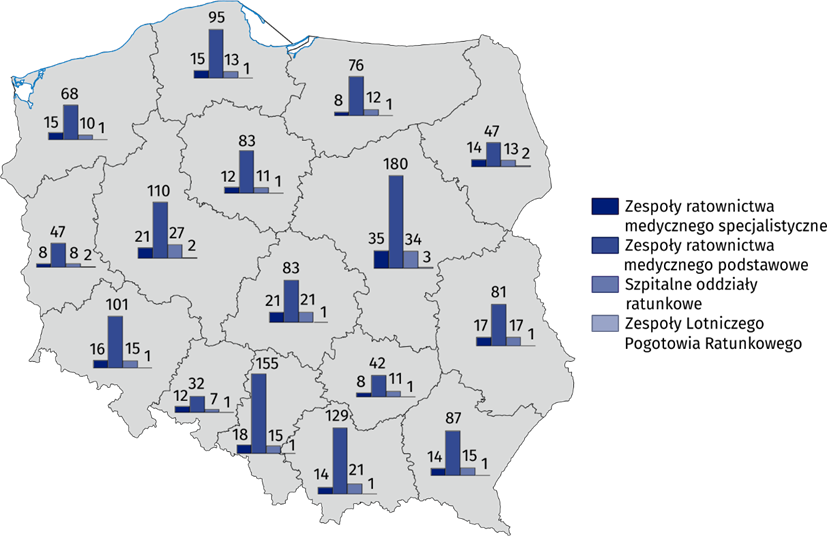 95
15 13 1
76
8 12 1
68
15 10 1
47
14 13 2
83
12 11 1
180
35 34 3
110
21 27 2
47
8 8 2
83
21 21 1
81
17 17 1
101
16 15 1
155
18 15 1
42
8 11 1
32
12 7 1
129
14 21 1
87
14 15 1
Zespoły ratownictwa
medycznego specjalistyczne
Zespoły ratownictwa
medycznego podstawowe
Szpitalne oddziały
ratunkowe
Zespoły Lotniczego
Pogotowia Ratunkowego